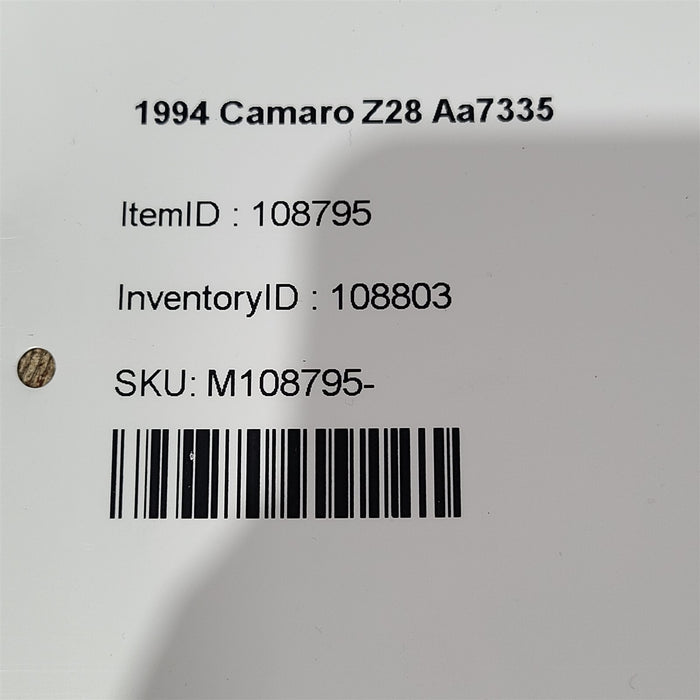 1994 Camaro Z28 Aa7335
ItemID : 108795
InventoryID : 108803
SKU: M108795-